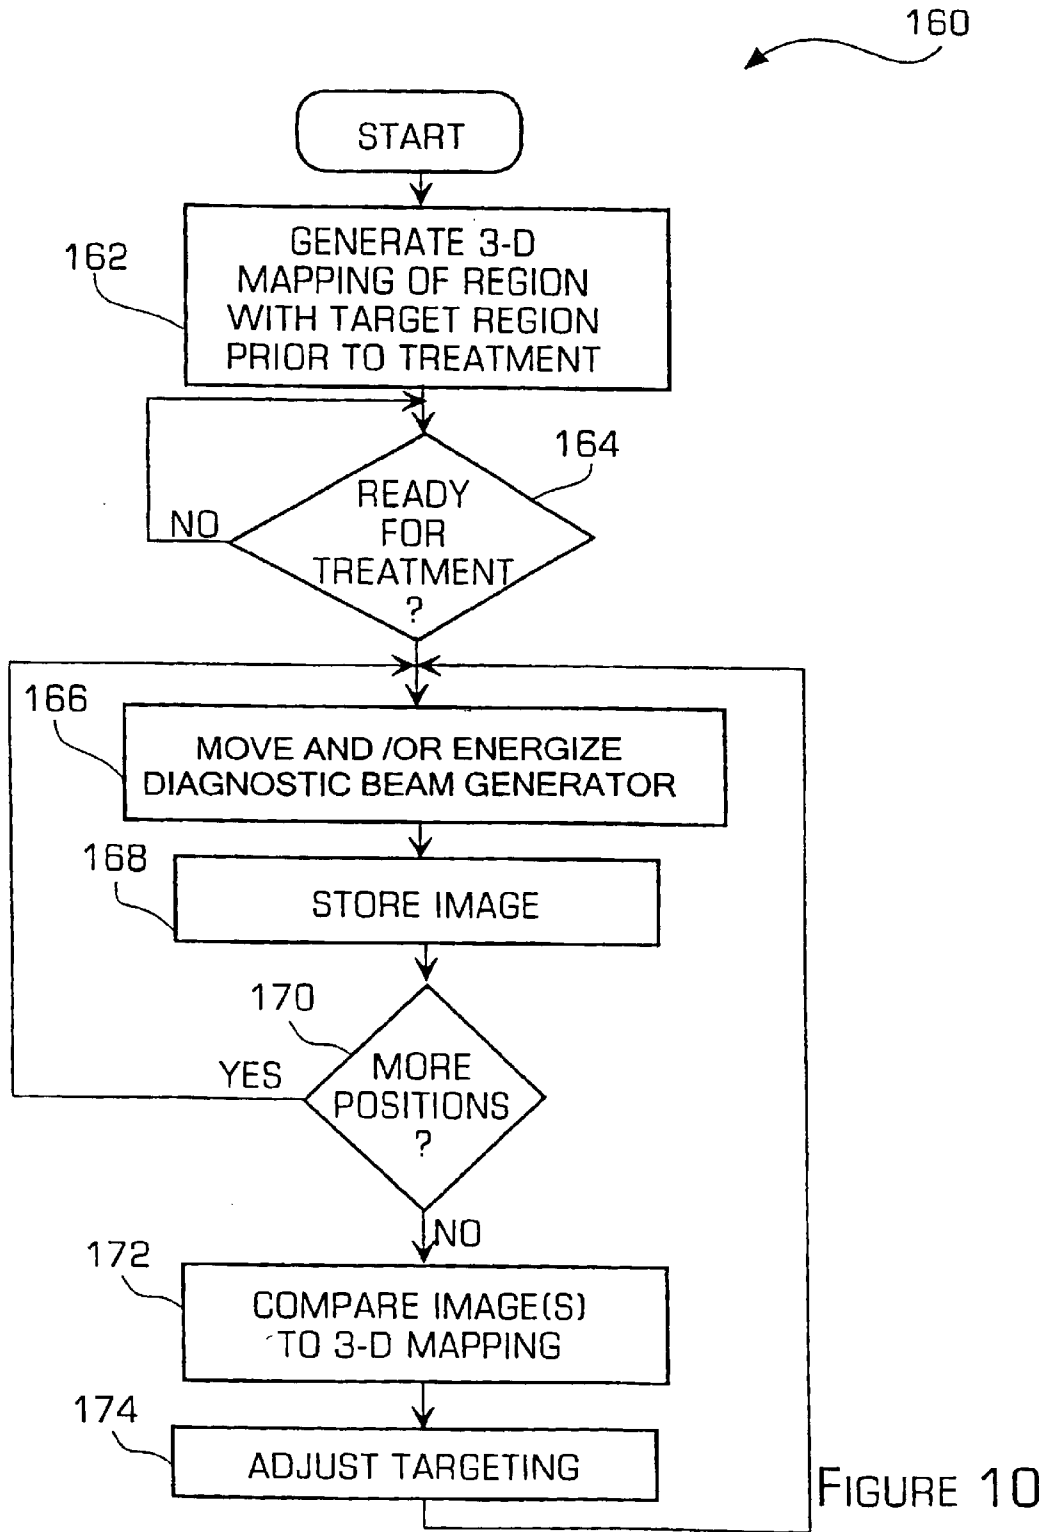 160
START
162
GENERATE 3-D
MAPPING OF REGION
WITH TARGET REGION
PRIOR TO TREATMENT
164
READY
FOR
TREATMENT
?
NO
166
MOVE AND /OR ENERGIZE
DIAGNOSTIC BEAM GENERATOR
168
STORE IMAGE
170
MORE
POSITIONS
?
YES
NO
172
COMPARE IMAGE(S)
TO 3-D MAPPING
174
ADJUST TARGETING
FIGURE 10